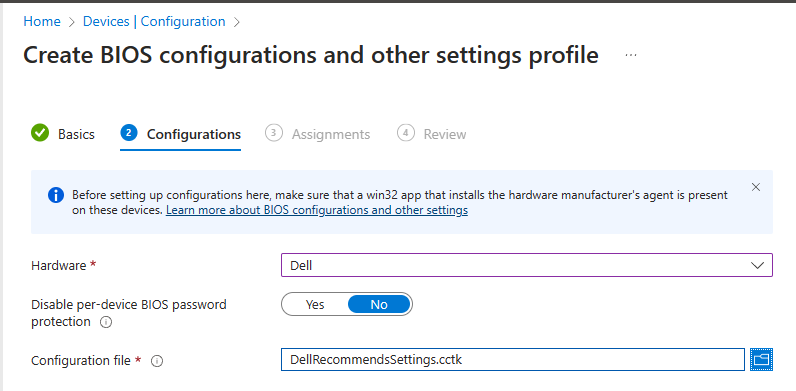 Home > Devices | Configuration >
Create BIOS configurations and other settings profile ...
Basics 2 Configurations 3 Assignments 4 Review
Before setting up configurations here, make sure that a win32 app that installs the hardware manufacturer's agent is present
on these devices. Learn more about BIOS configurations and other settings
Hardware * Dell
Disable per-device BIOS password
protection Yes No
Configuration file * DellRecommendsSettings.cctk